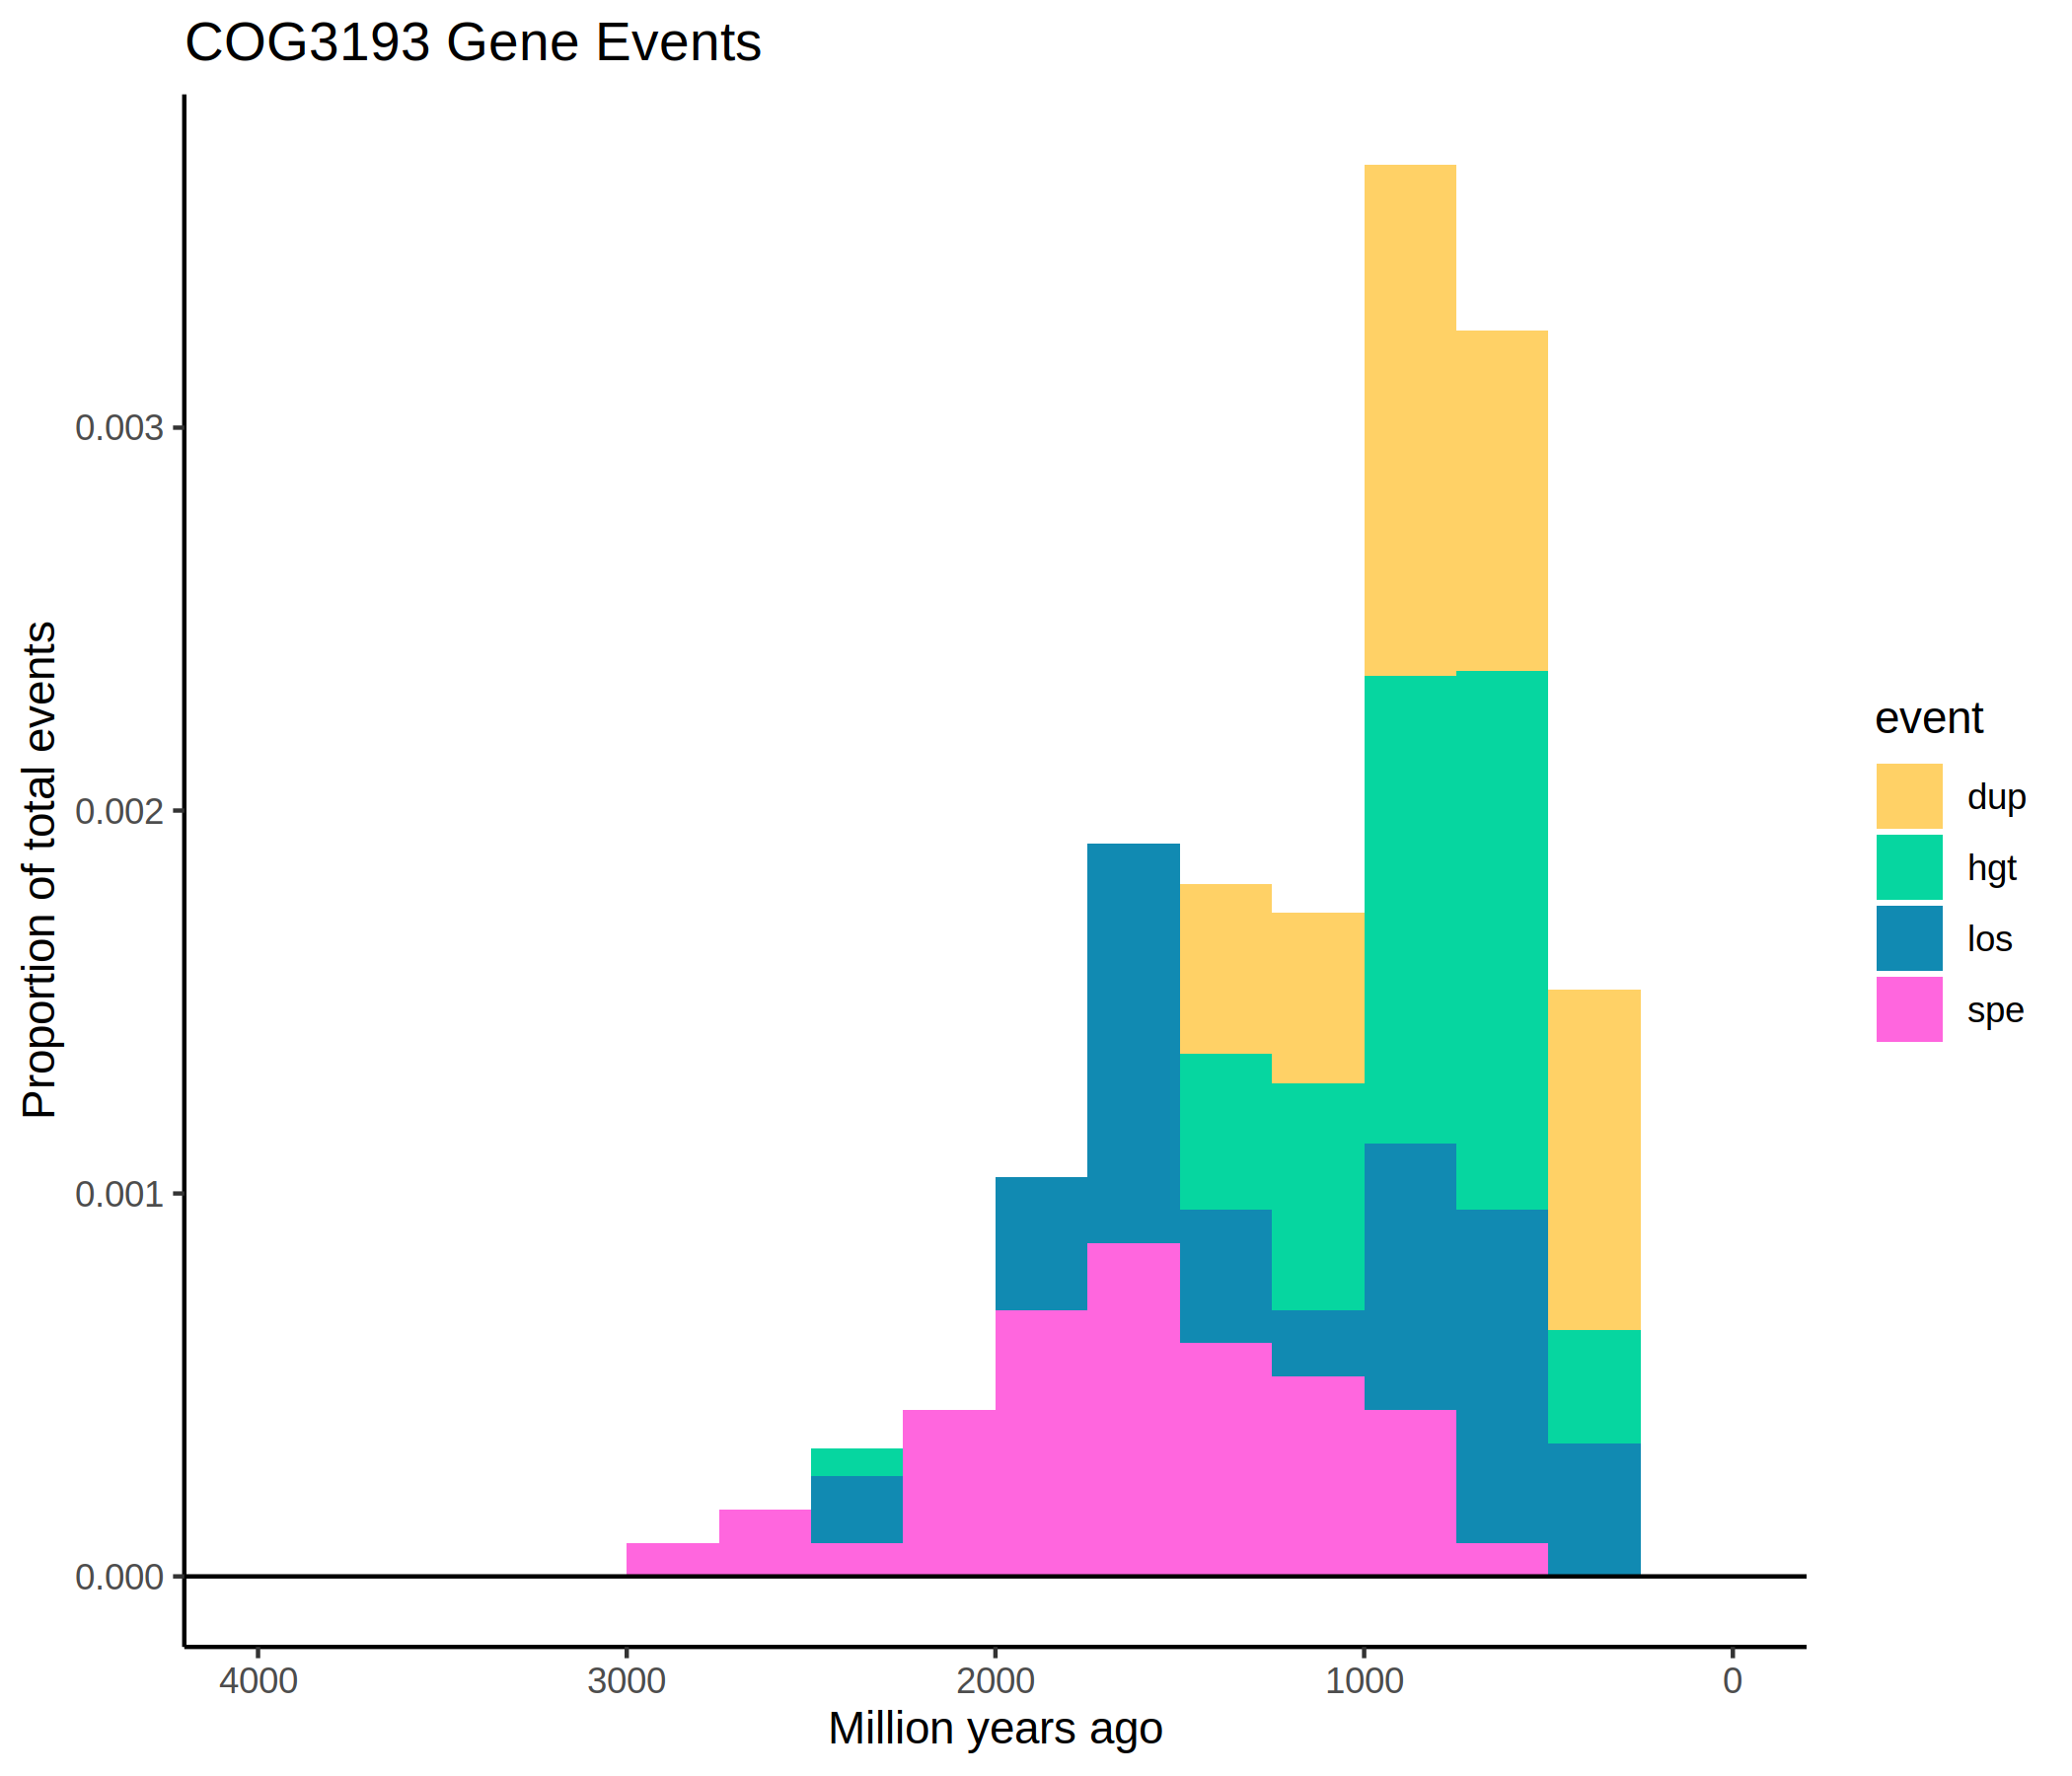 COG3193 Gene Events
Proportion of total events
0.003
0.002
0.001
0.000
4000 3000 2000 1000 0
Million years ago
event
dup
hgt
los
spe